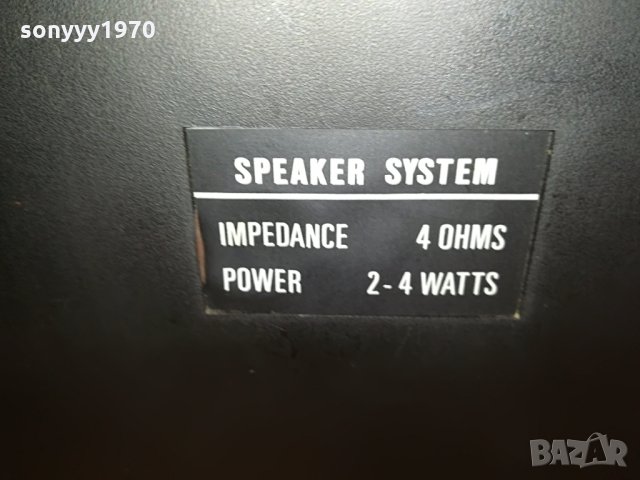 sonyyy1970
SPEAKER SYSTEM
IMPEDANCE 4 OHMS
POWER 2-4 WATTS
BAZAR